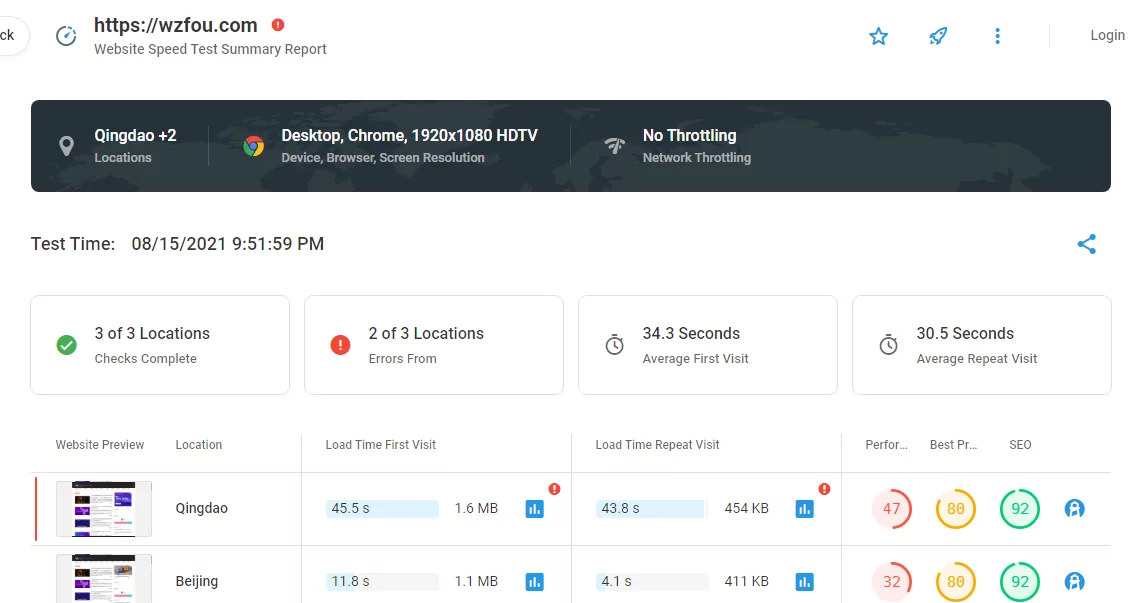 ck
https://wzfou.com
Website Speed Test Summary Report
Login
Qingdao +2
Locations
Desktop, Chrome, 1920x1080 HDTV
Device, Browser, Screen Resolution
No Throttling
Network Throttling
Test Time: 08/15/2021 9:51:59 PM
3 of 3 Locations
Checks Complete
2 of 3 Locations
Errors From
34.3 Seconds
Average First Visit
30.5 Seconds
Average Repeat Visit
Website Preview Location Load Time First Visit Load Time Repeat Visit Perfor... Best Pr... SEO
Qingdao 45.5 s 1.6 MB 43.8 s 454 KB 47 80 92
Beijing 11.8 s 1.1 MB 4.1 s 411 KB 32 80 92